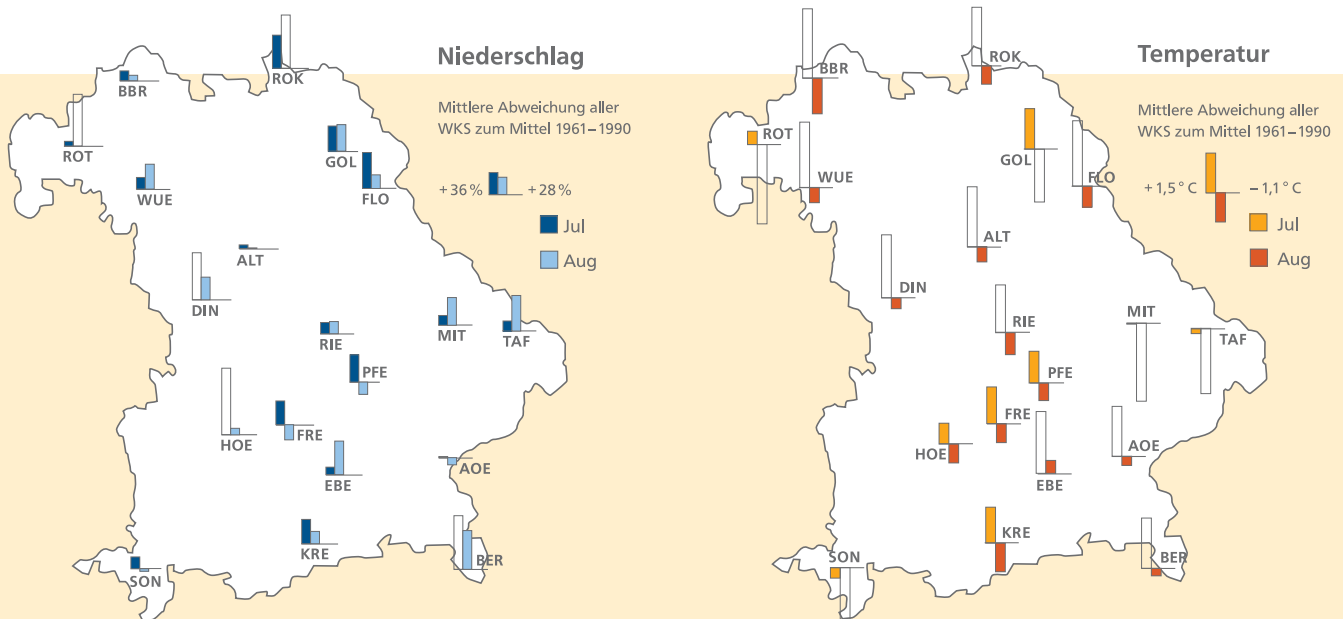 Niederschlag
Mittlere Abweichung aller
WKS zum Mittel 1961–1990
+36% +28%
Jul
Aug
ROK
BBR
ROT
GOL
WUE
FLO
ALT
DIN
RIE
MIT
TAF
PFE
HOE
FRE
AOE
EBE
KRE
BER
SON
Temperatur
Mittlere Abweichung aller
WKS zum Mittel 1961–1990
+1,5°C –1,1°C
Jul
Aug
ROK
BBR
ROT
GOL
WUE
FLO
ALT
DIN
MIT
RIE
TAF
PFE
FRE
AOE
HOE
EBE
KRE
SON
BER